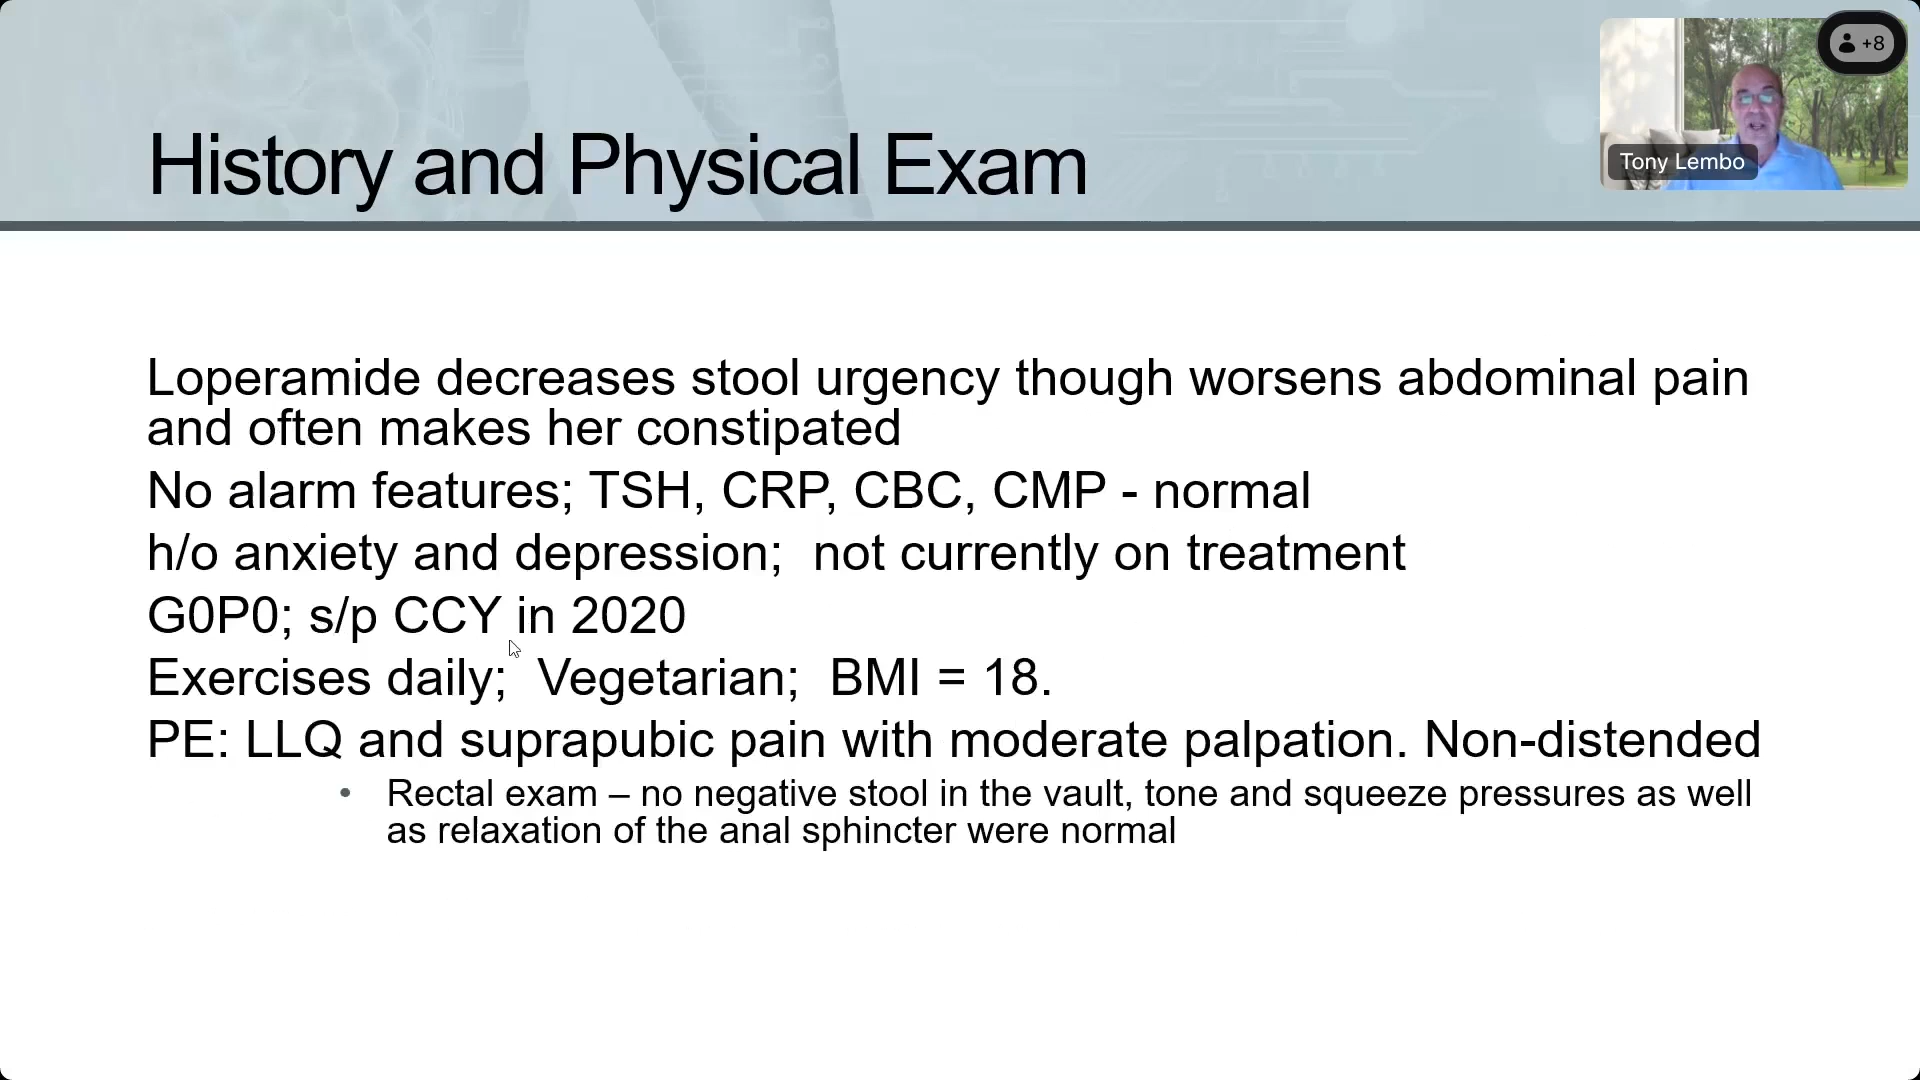 +8
Tony Lembo
History and Physical Exam
Loperamide decreases stool urgency though worsens abdominal pain
and often makes her constipated
No alarm features; TSH, CRP, CBC, CMP - normal
h/o anxiety and depression;  not currently on treatment
G0P0; s/p CCY in 2020
Exercises daily;  Vegetarian;  BMI = 18.
PE: LLQ and suprapubic pain with moderate palpation. Non-distended
• Rectal exam – no negative stool in the vault, tone and squeeze pressures as well
as relaxation of the anal sphincter were normal